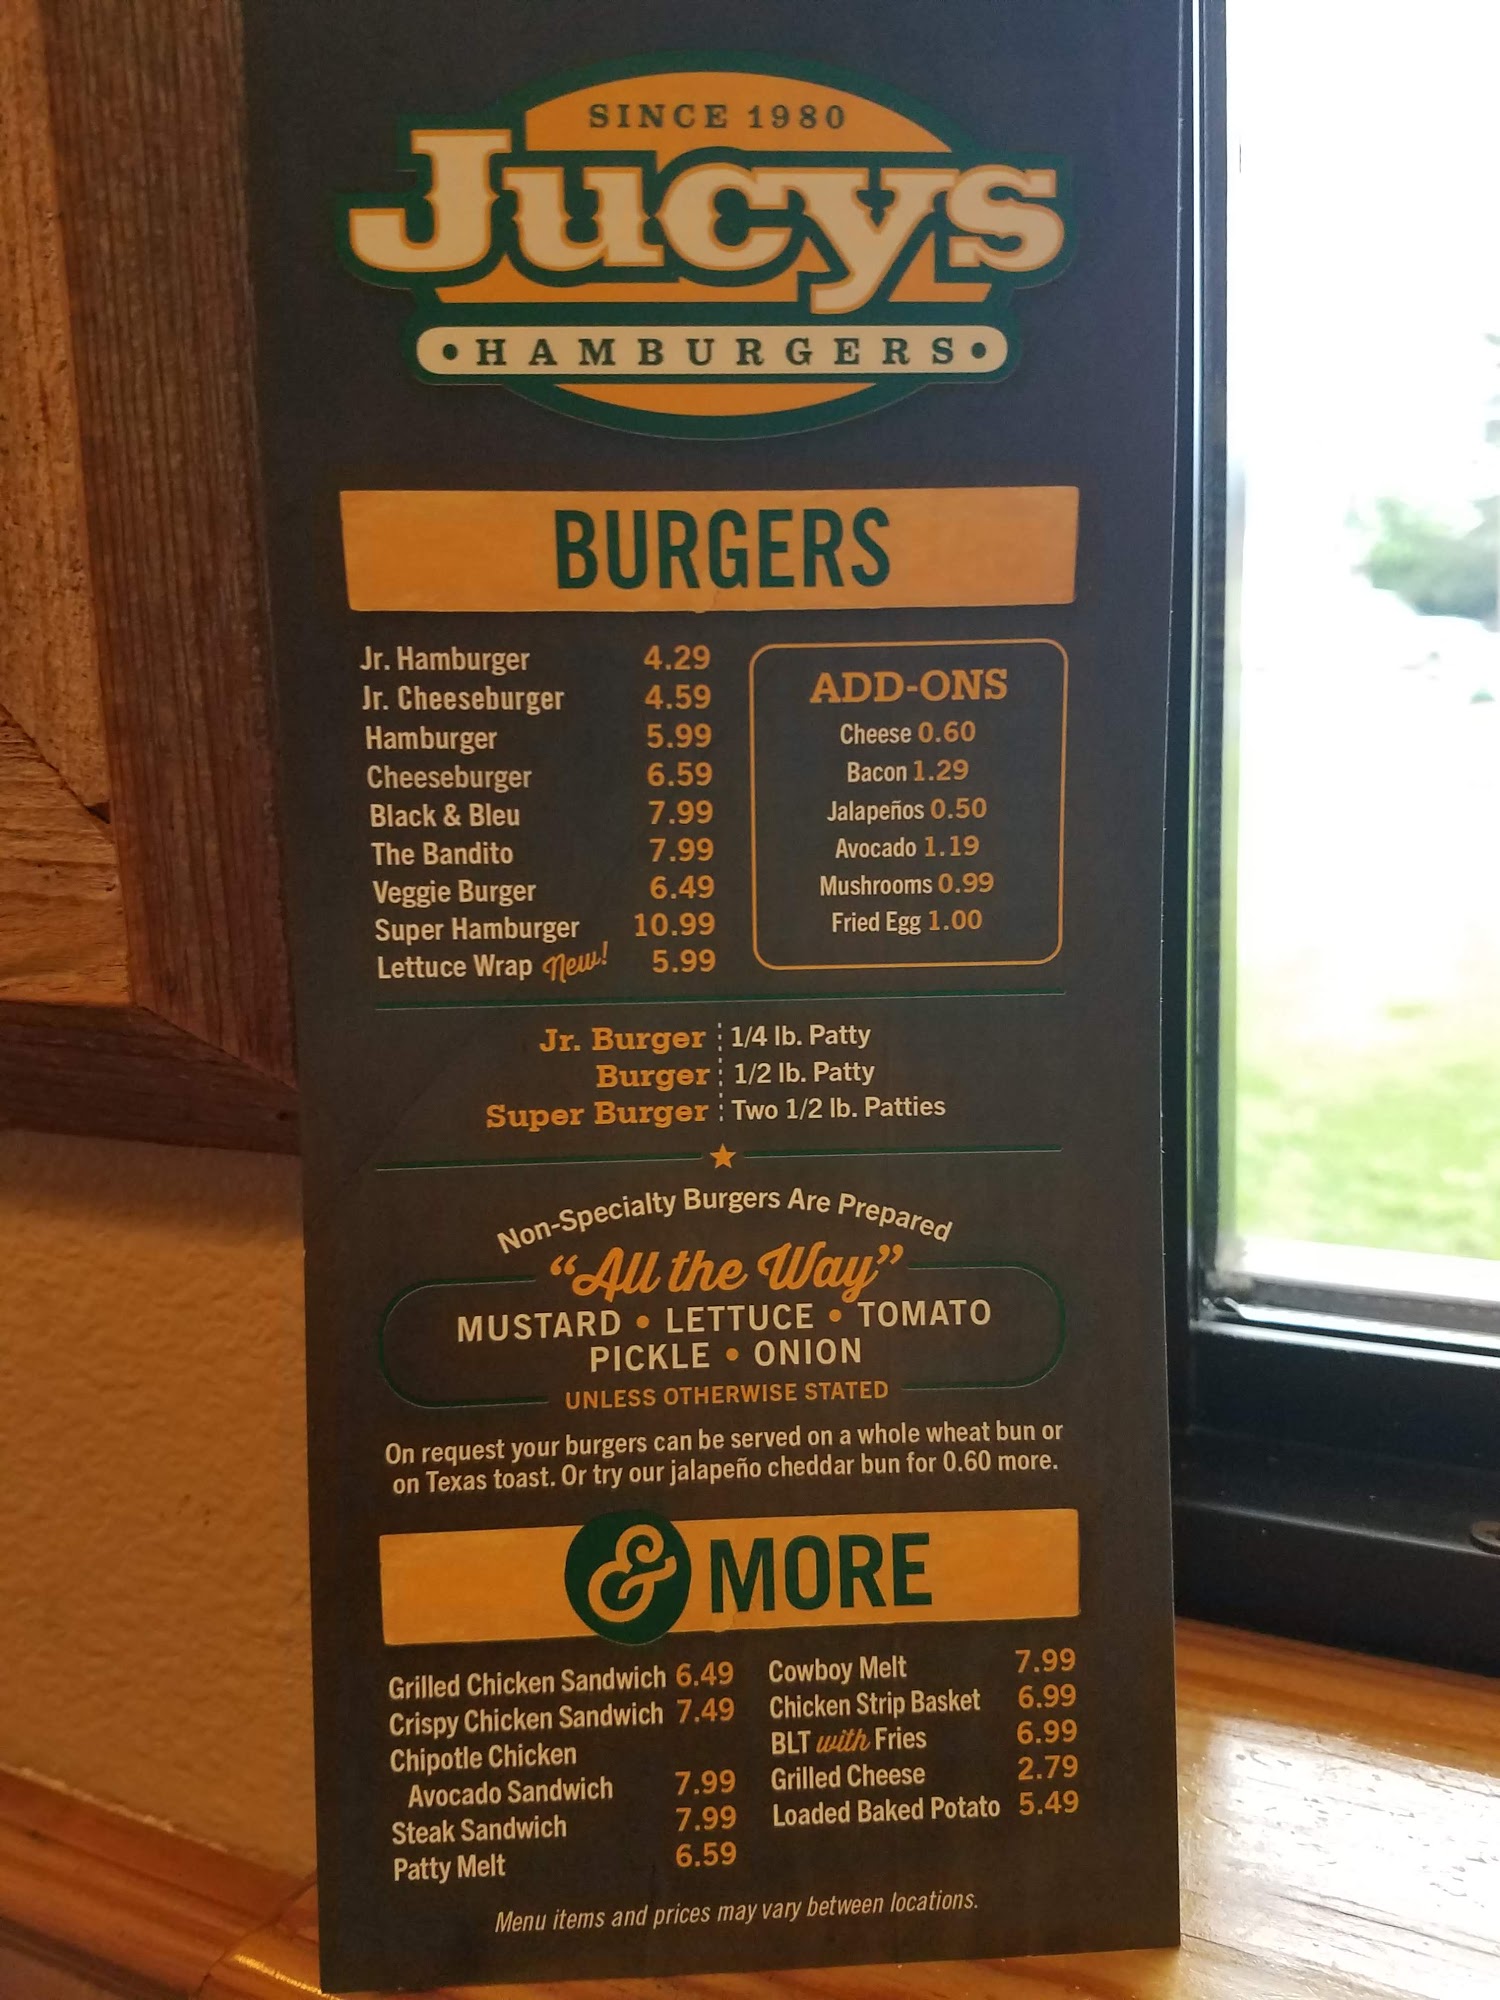 SINCE 1980
Jucys
• HAMBURGERS •
BURGERS
Jr. Hamburger 4.29
Jr. Cheeseburger 4.59
Hamburger 5.99
Cheeseburger 6.59
Black & Bleu 7.99
The Bandito 7.99
Veggie Burger 6.49
Super Hamburger 10.99
Lettuce Wrap New! 5.99
ADD-ONS
Cheese 0.60
Bacon 1.29
Jalapeños 0.50
Avocado 1.19
Mushrooms 0.99
Fried Egg 1.00
Jr. Burger 1/4 lb. Patty
Burger 1/2 lb. Patty
Super Burger Two 1/2 lb. Patties
Non-Specialty Burgers Are Prepared
“All the Way”
MUSTARD • LETTUCE • TOMATO
PICKLE • ONION
UNLESS OTHERWISE STATED
On request your burgers can be served on a whole wheat bun or
on Texas toast. Or try our jalapeño cheddar bun for 0.60 more.
& MORE
Grilled Chicken Sandwich 6.49
Crispy Chicken Sandwich 7.49
Chipotle Chicken
Avocado Sandwich 7.99
Steak Sandwich 7.99
Patty Melt 6.59
Cowboy Melt 7.99
Chicken Strip Basket 6.99
BLT with Fries 6.99
Grilled Cheese 2.79
Loaded Baked Potato 5.49
Menu items and prices may vary between locations.